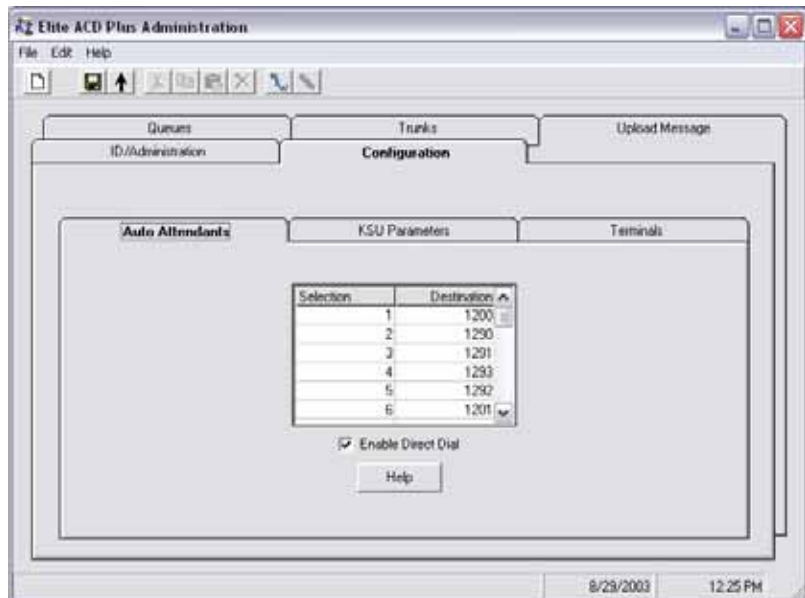 Elite ACD Plus Administration
File Edit Help
Queues Trunks Upload Message
ID/Administration Configuration
Auto Attendants KSU Parameters Terminals
Selection Destination
1 1200
2 1290
3 1291
4 1293
5 1292
6 1201
Enable Direct Dial
Help
8/29/2003 12:25 PM